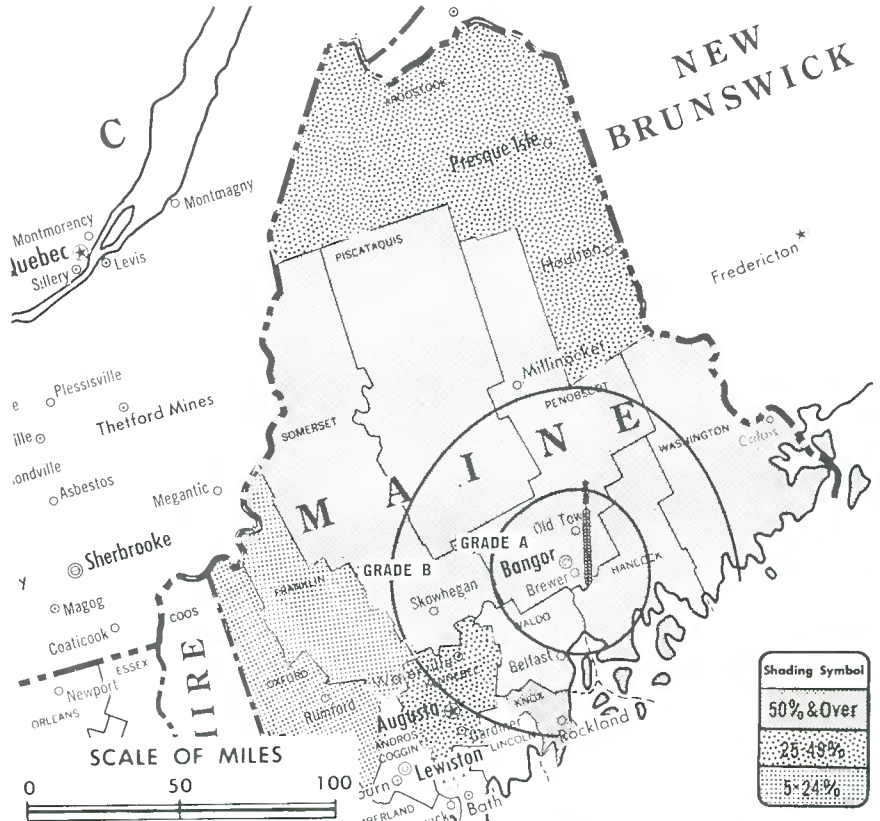 NEW
BRUNSWICK
C
AROOSTOOK
Presque Isle
Montmagny
Montmorency
Quebec
Sillery
Levis
PISCATAQUIS
Houlton
Fredericton
Plessisville
Thetford Mines
Millinocket
PENOBSCOT
SOMERSET
MAINE
WASHINGTON
Calais
Asbestos
Megantic
Old Town
GRADE A
Bangor
Sherbrooke
GRADE B
HANCOCK
Brewer
FRANKLIN
Skowhegan
Magog
COOS
Coaticook
WALDO
ESSEX
Belfast
OXFORD
Newport
ORLEANS
Rumford
KNOX
Augusta
Gardiner
Rockland
LINCOLN
ANDROS
COGGIN
Lewiston
Bath
SCALE OF MILES
0 50 100
Shading Symbol
50% & Over
25-49%
5-24%